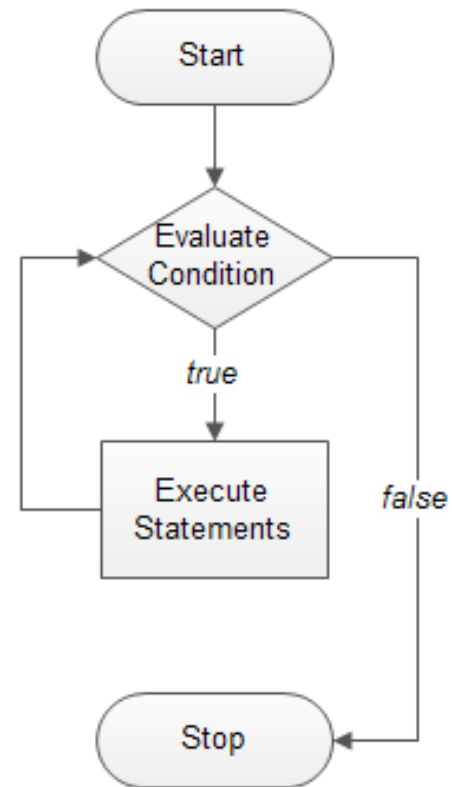 Start
Evaluate
Condition
true
Execute
Statements
false
Stop